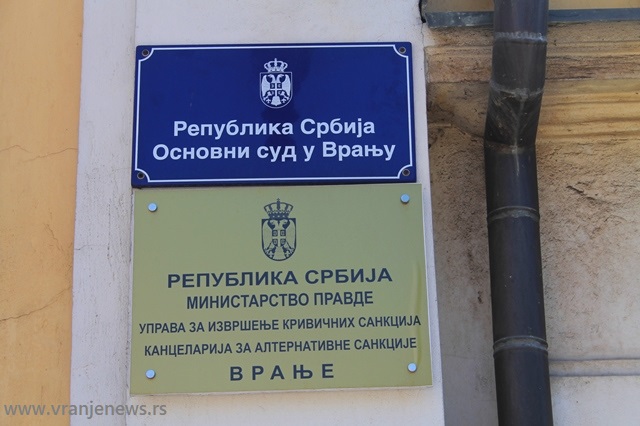 Република Србија
Основни суд у Врању
РЕПУБЛИКА СРБИЈА
МИНИСТАРСТВО ПРАВДЕ
УПРАВА ЗА ИЗВРШЕЊЕ КРИВИЧНИХ САНКЦИЈА
КАНЦЕЛАРИЈА ЗА АЛТЕРНАТИВНЕ САНКЦИЈЕ
ВРАЊЕ
www.vranjenews.rs